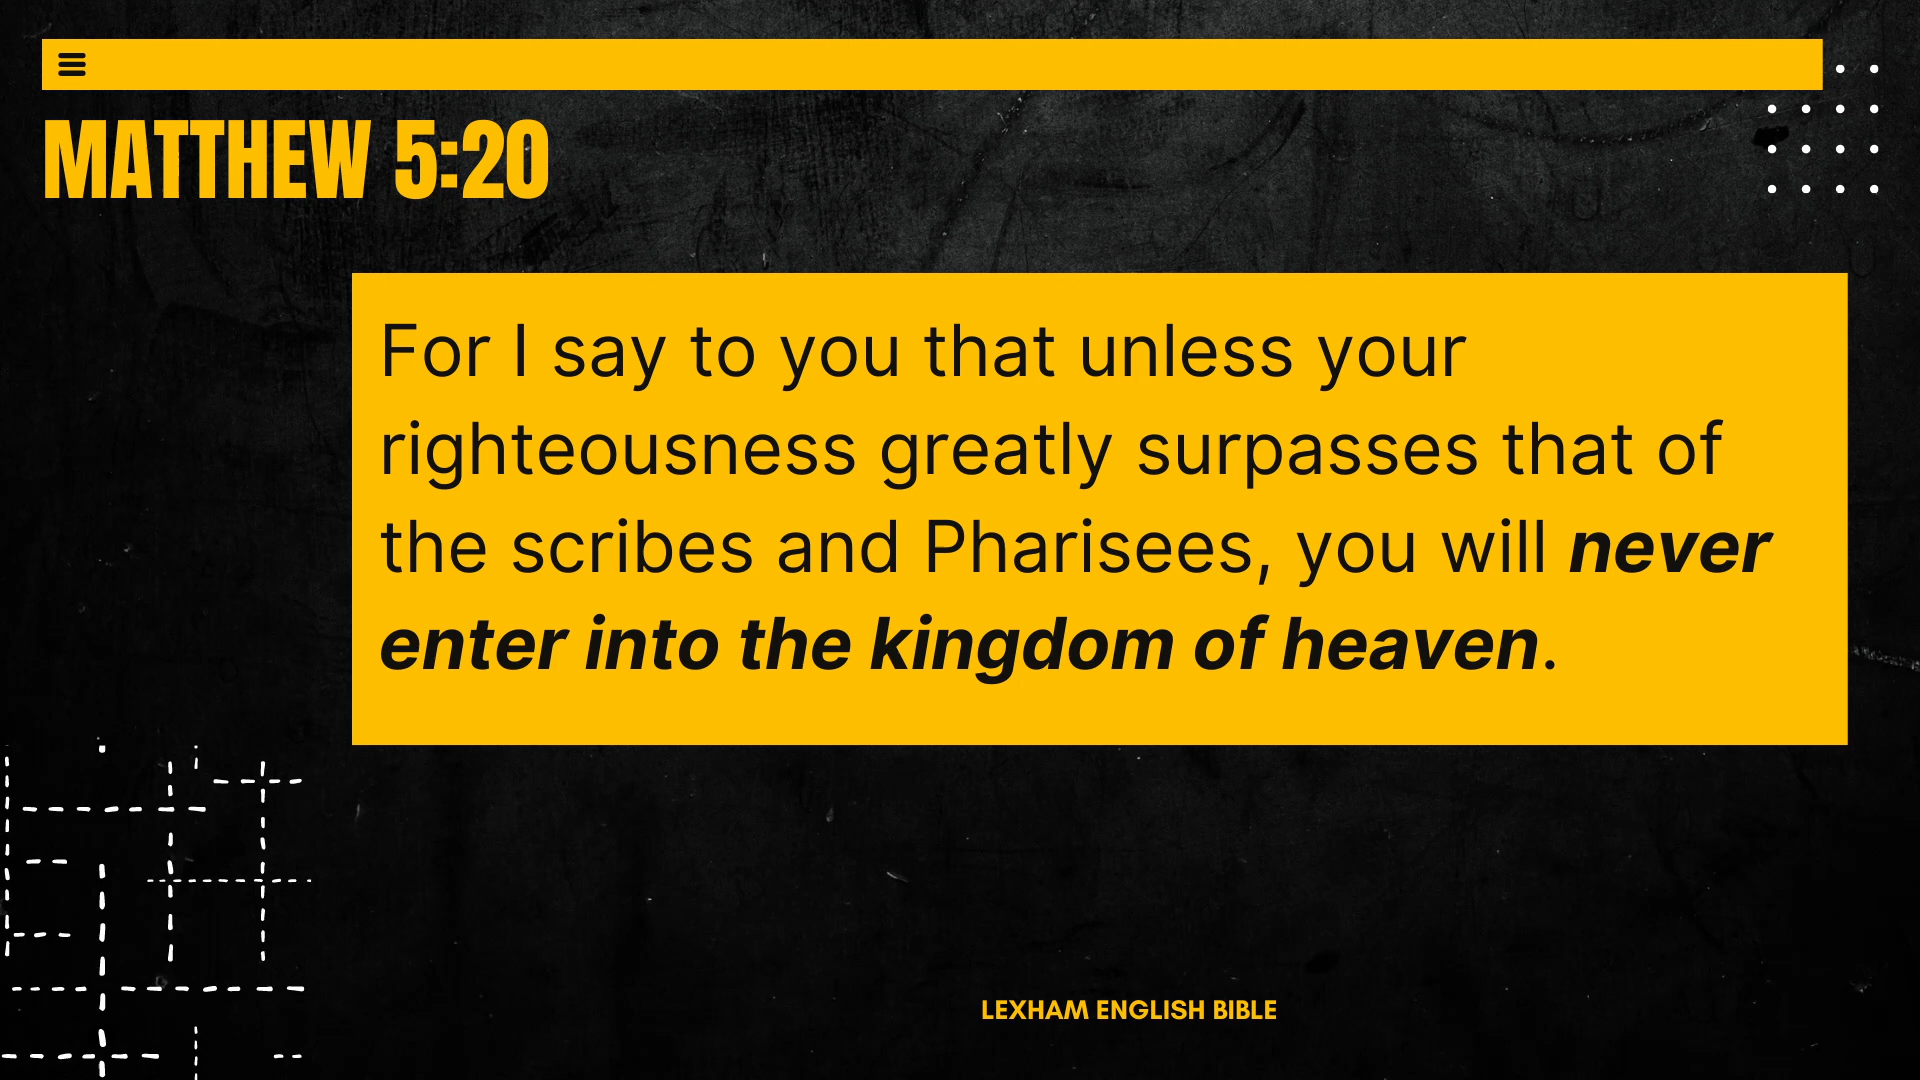 MATTHEW 5:20
For I say to you that unless your
righteousness greatly surpasses that of
the scribes and Pharisees, you will never
enter into the kingdom of heaven.
LEXHAM ENGLISH BIBLE